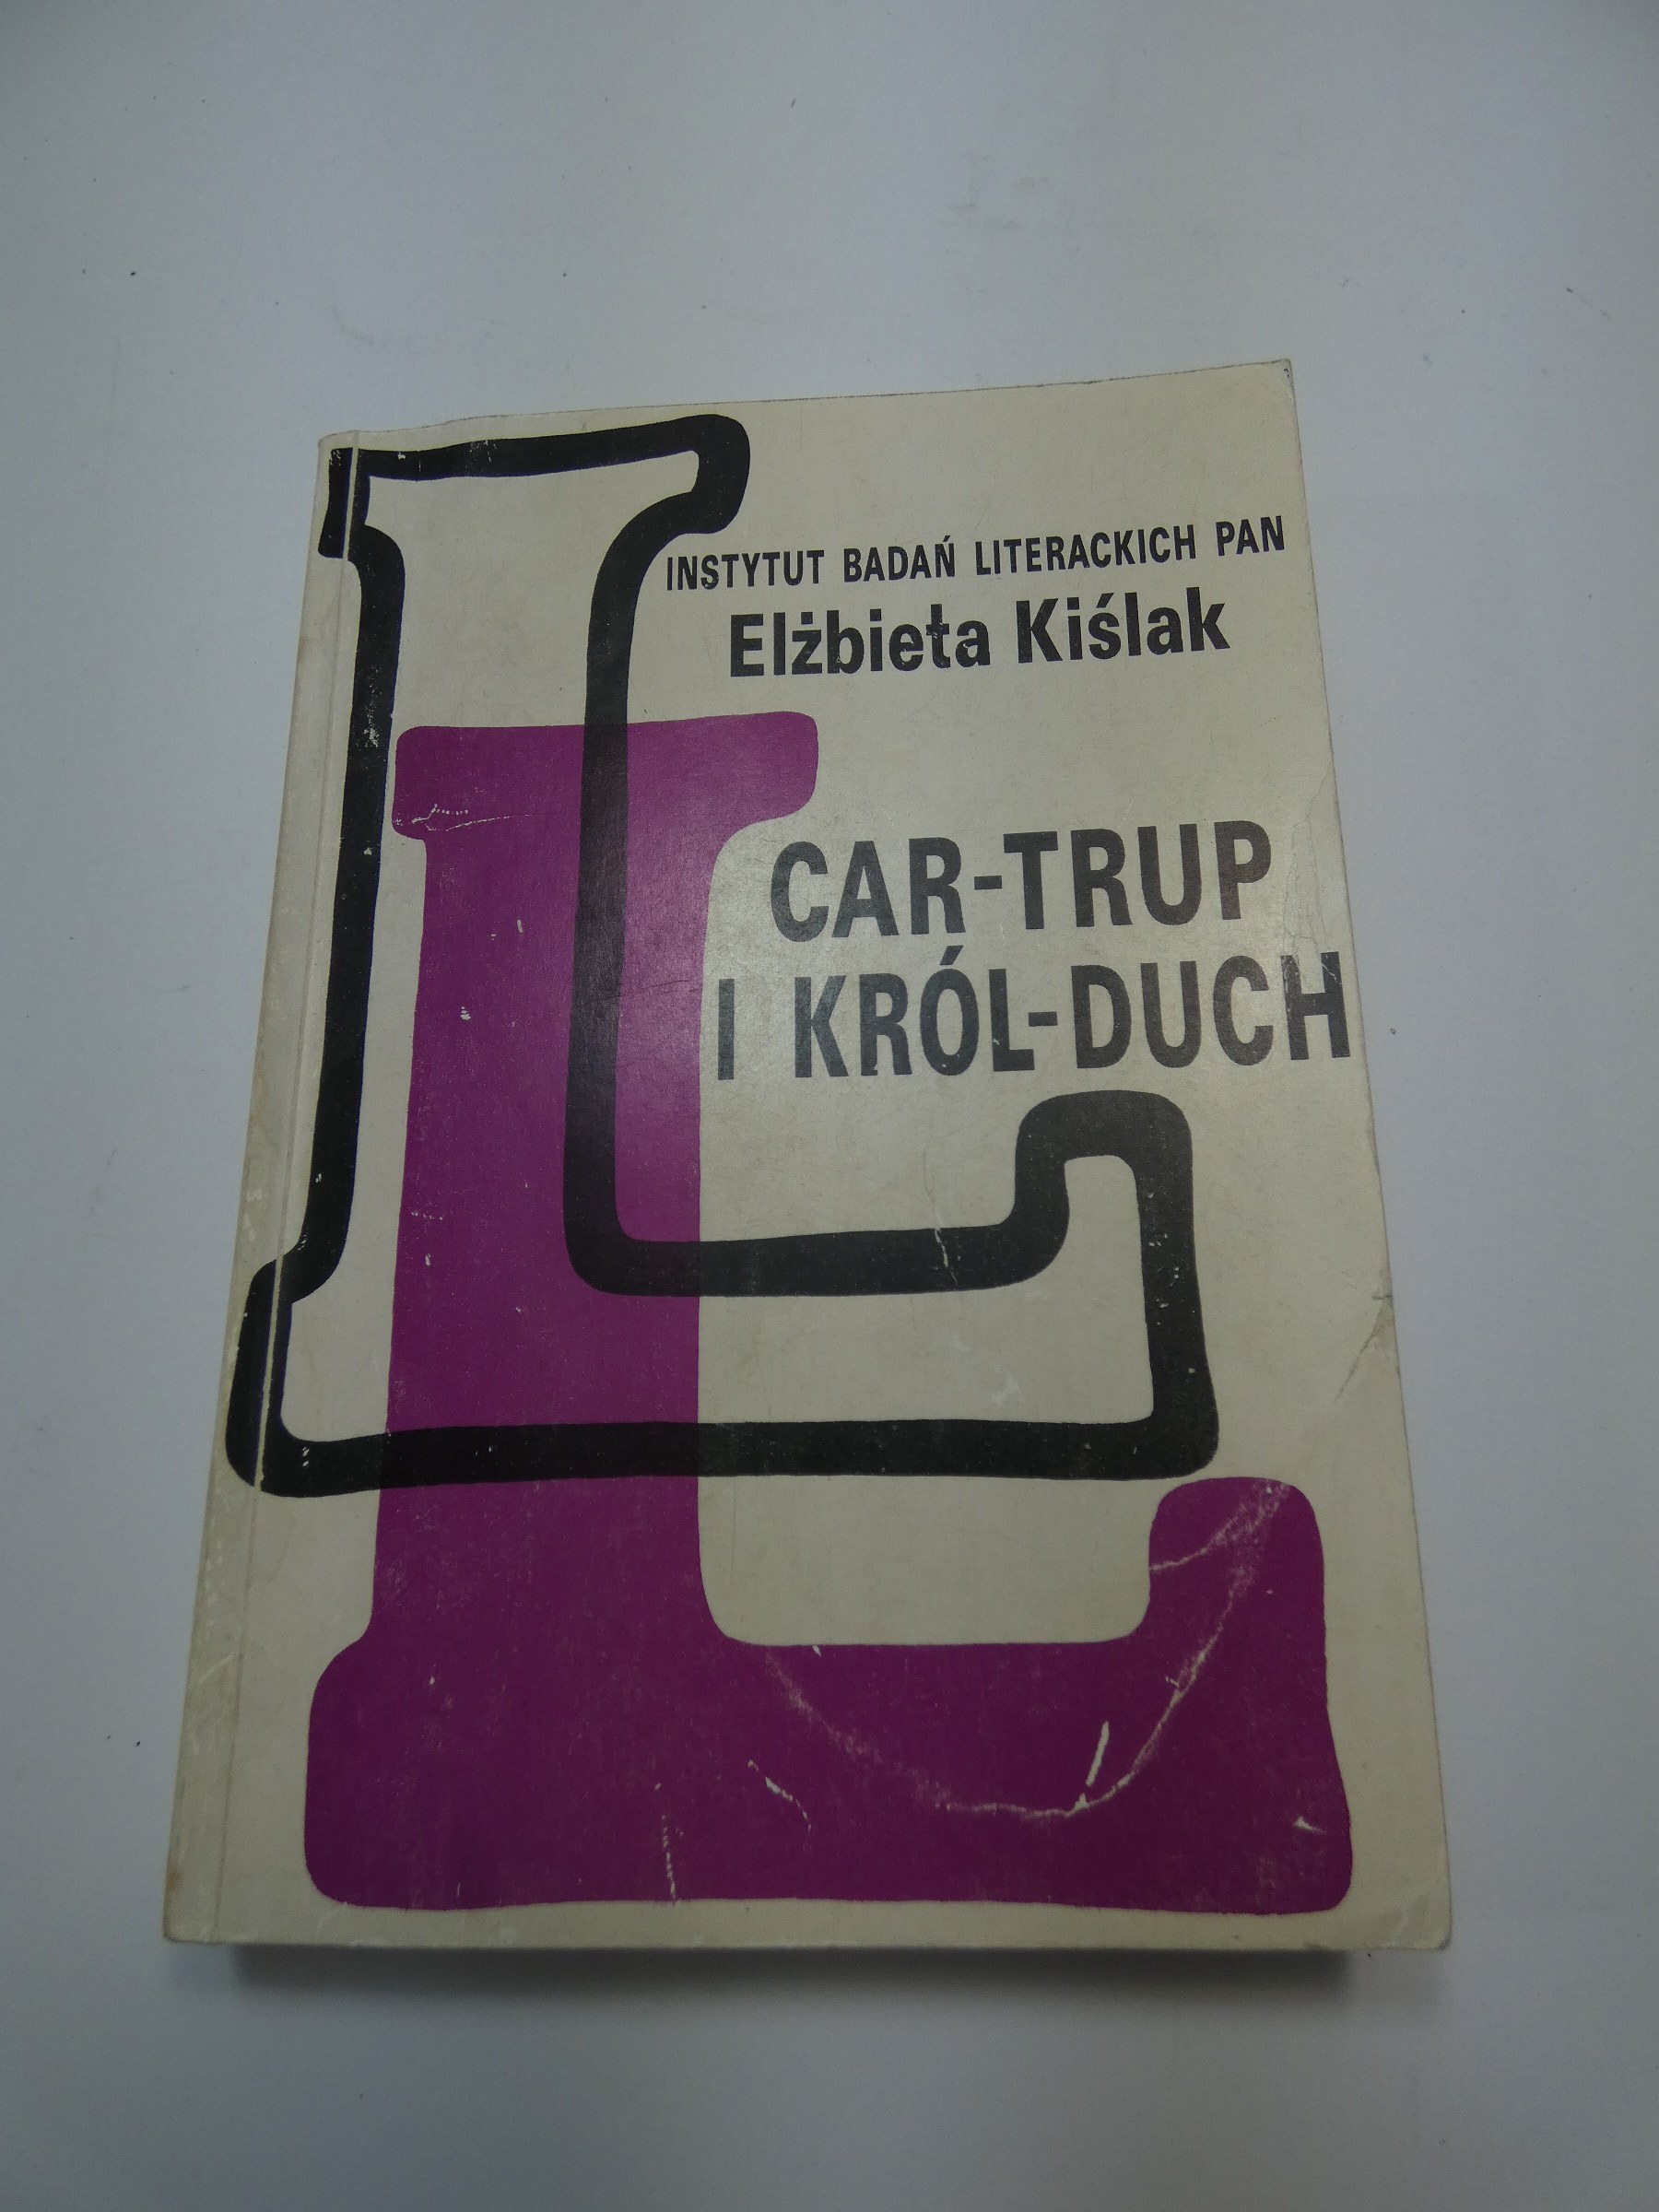 INSTYTUT BADAŃ LITERACKICH PAN
Elżbieta Kiślak
CAR-TRUP
I KRÓL-DUCH